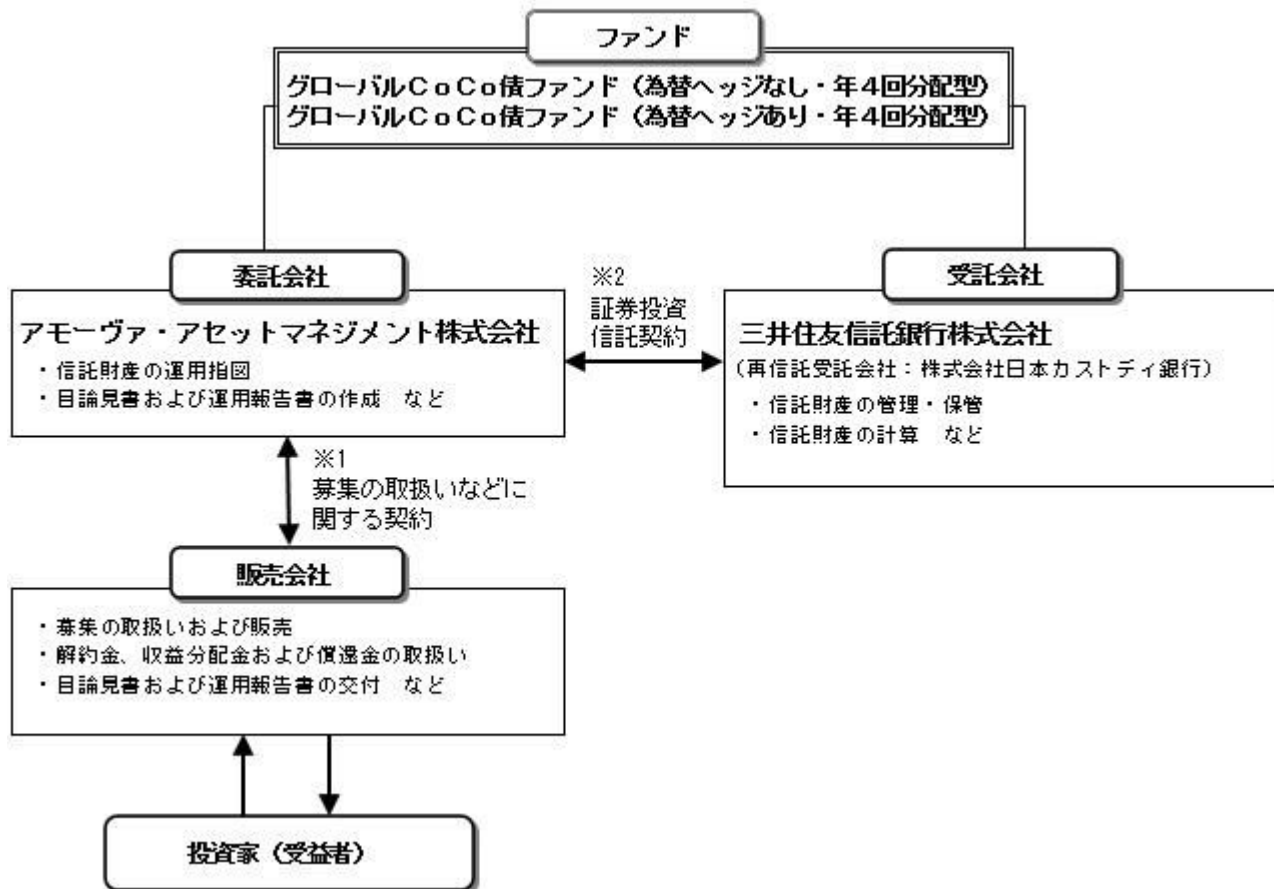 ファンド
グローバルCoCo債ファンド（為替ヘッジなし・年4回分配型）
グローバルCoCo債ファンド（為替ヘッジあり・年4回分配型）
委託会社
アモーヴァ・アセットマネジメント株式会社
・信託財産の運用指図
・目論見書および運用報告書の作成　など
※2
証券投資
信託契約
受託会社
三井住友信託銀行株式会社
（再信託受託会社：株式会社日本カストディ銀行）
・信託財産の管理・保管
・信託財産の計算　など
※1
募集の取扱いなどに
関する契約
販売会社
・募集の取扱いおよび販売
・解約金、収益分配金および償還金の取扱い
・目論見書および運用報告書の交付　など
投資家（受益者）